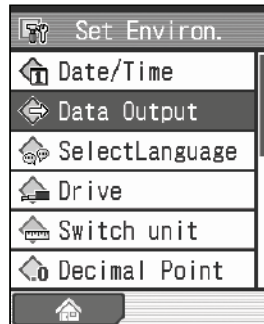 Set Environ.
Date/Time
Data Output
SelectLanguage
Drive
Switch unit
Decimal Point